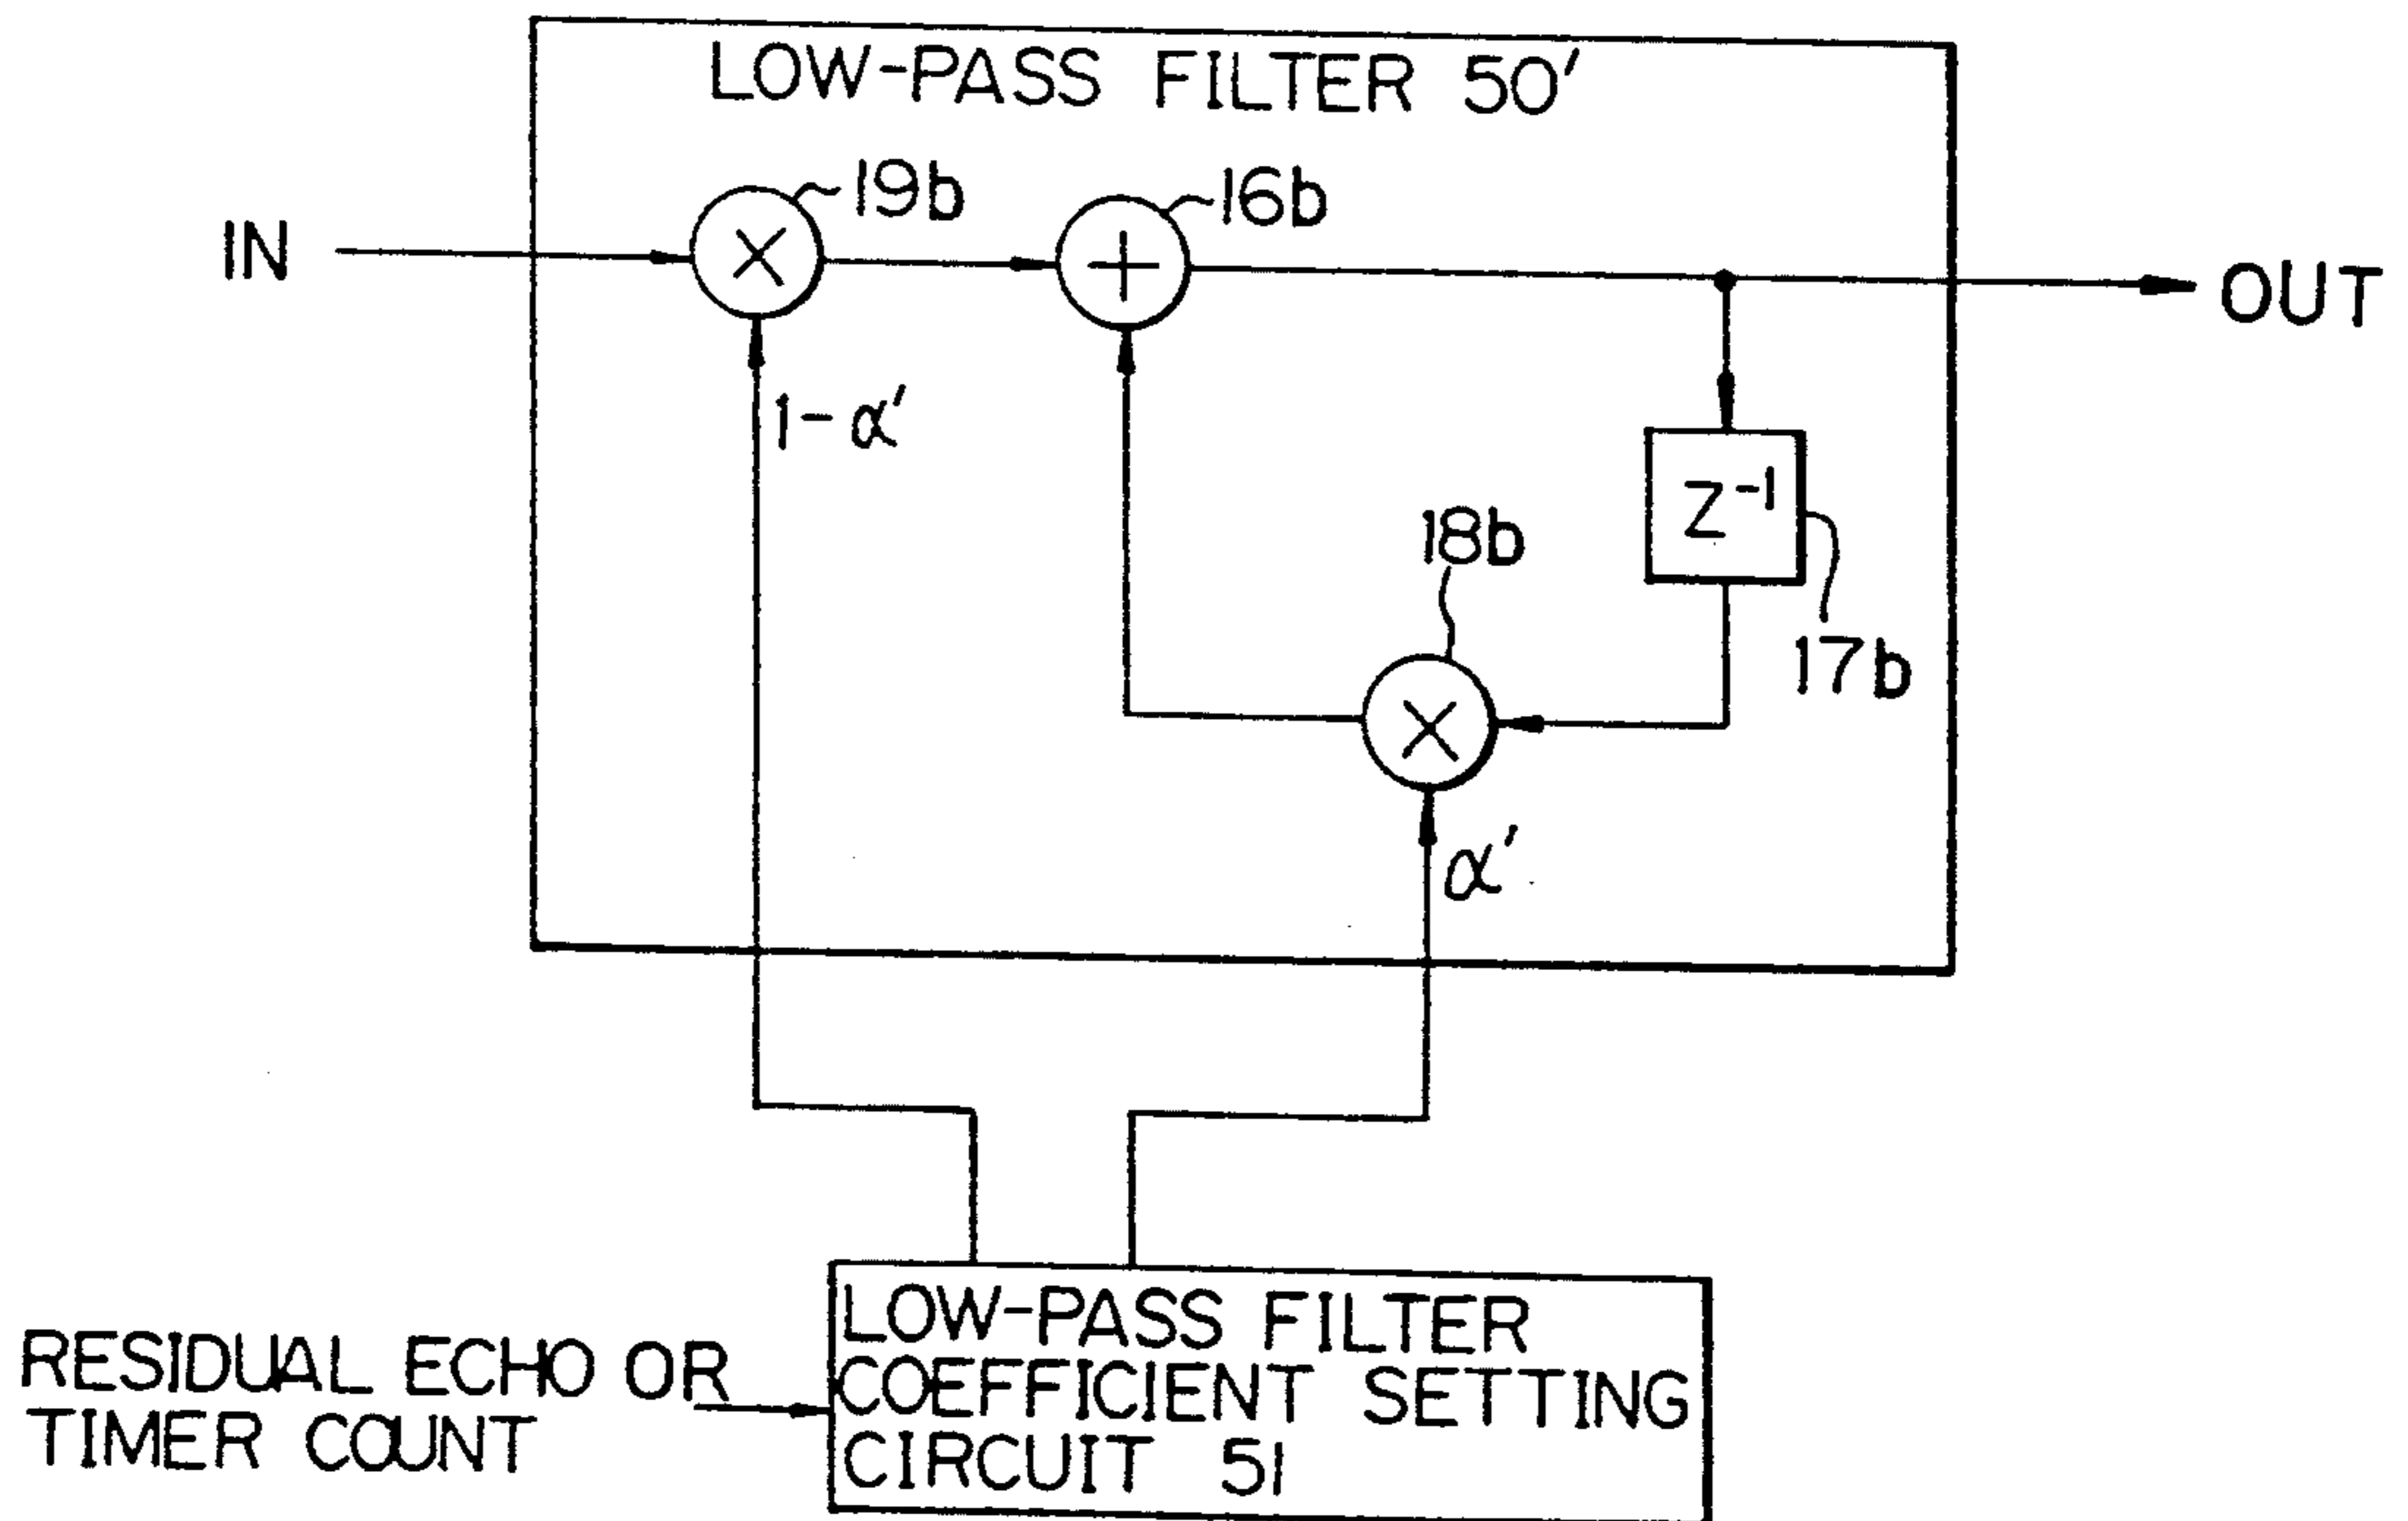 LOW-PASS FILTER 50'
19b
16b
IN
OUT
1-α'
Z⁻¹
18b
17b
α'
LOW-PASS FILTER
COEFFICIENT SETTING
CIRCUIT 51
RESIDUAL ECHO OR
TIMER COUNT